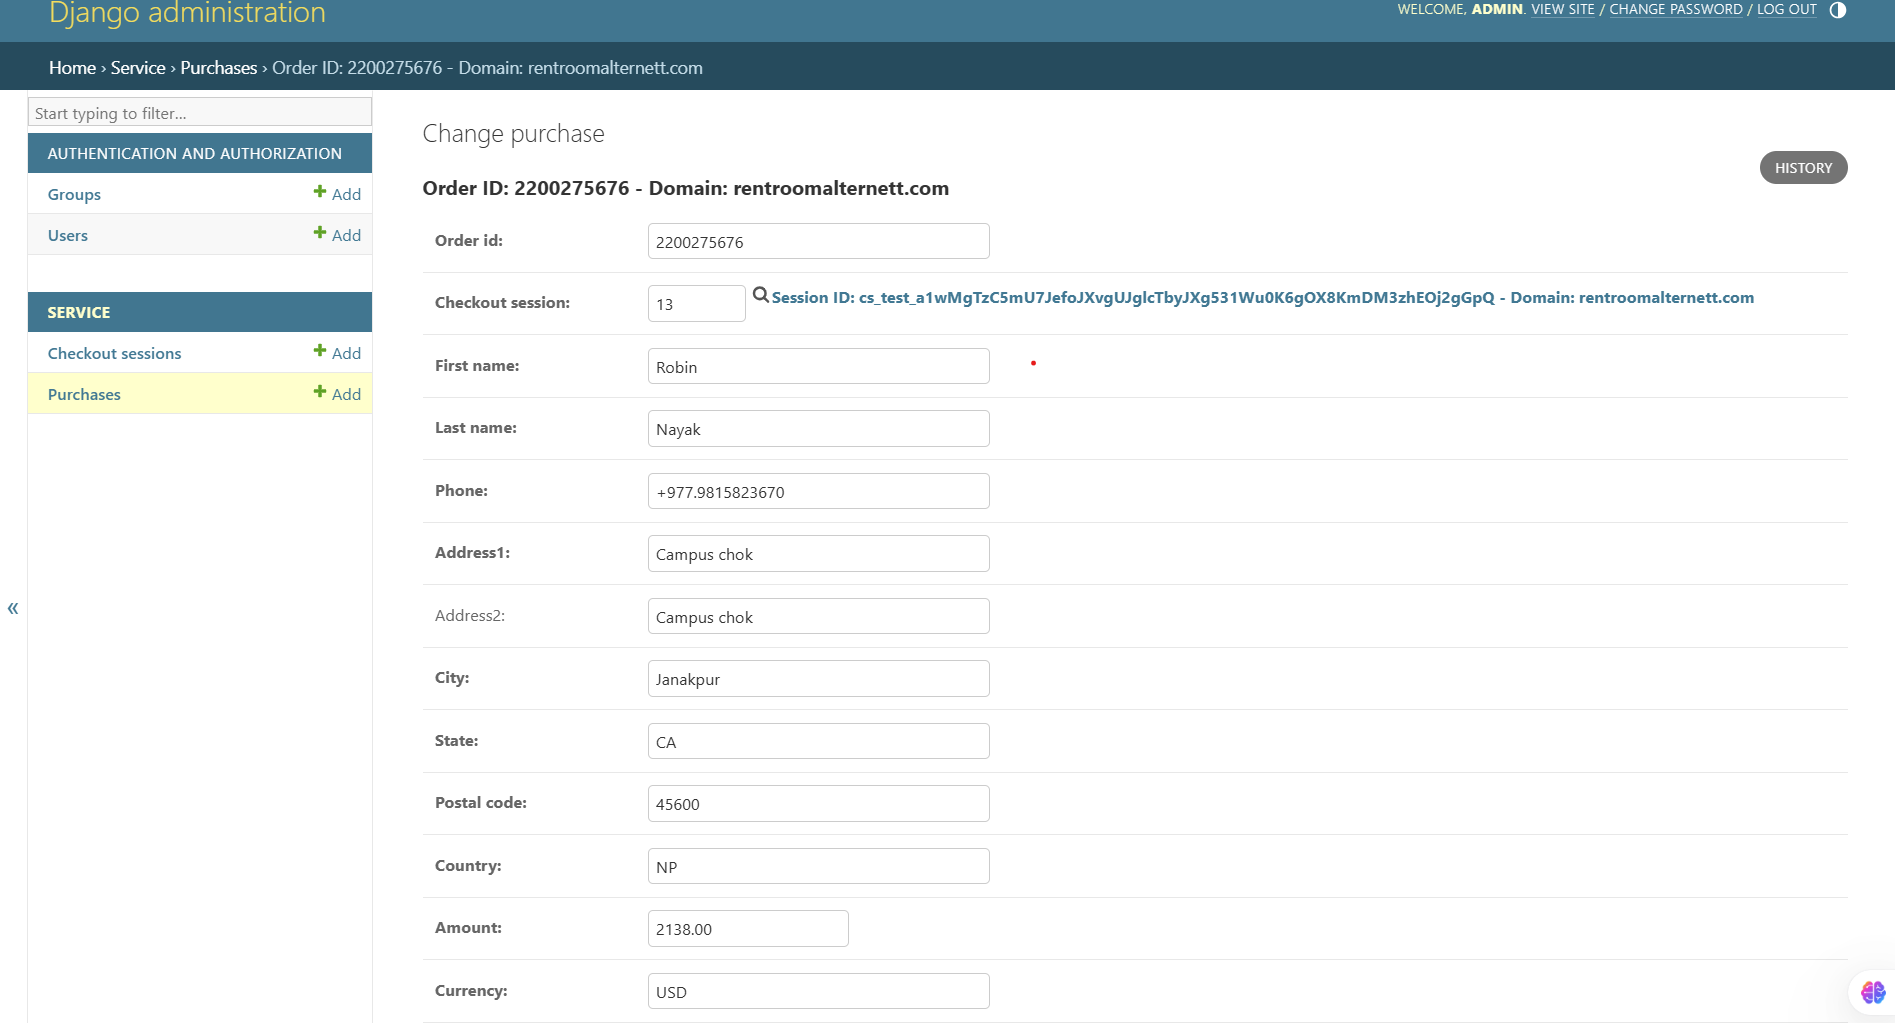 Django administration
WELCOME, ADMIN. VIEW SITE / CHANGE PASSWORD / LOG OUT
Home › Service › Purchases › Order ID: 2200275676 - Domain: rentroomalternett.com
Start typing to filter...
AUTHENTICATION AND AUTHORIZATION
Groups + Add
Users + Add
SERVICE
Checkout sessions + Add
Purchases + Add
«
Change purchase
HISTORY
Order ID: 2200275676 - Domain: rentroomalternett.com
Order id: 2200275676
Checkout session: 13 Session ID: cs_test_a1wMgTzC5mU7JefoJXvgUJglcTbyJXg531Wu0K6gOX8KmDM3zhEOj2gGpQ - Domain: rentroomalternett.com
First name: Robin
Last name: Nayak
Phone: +977.9815823670
Address1: Campus chok
Address2: Campus chok
City: Janakpur
State: CA
Postal code: 45600
Country: NP
Amount: 2138.00
Currency: USD